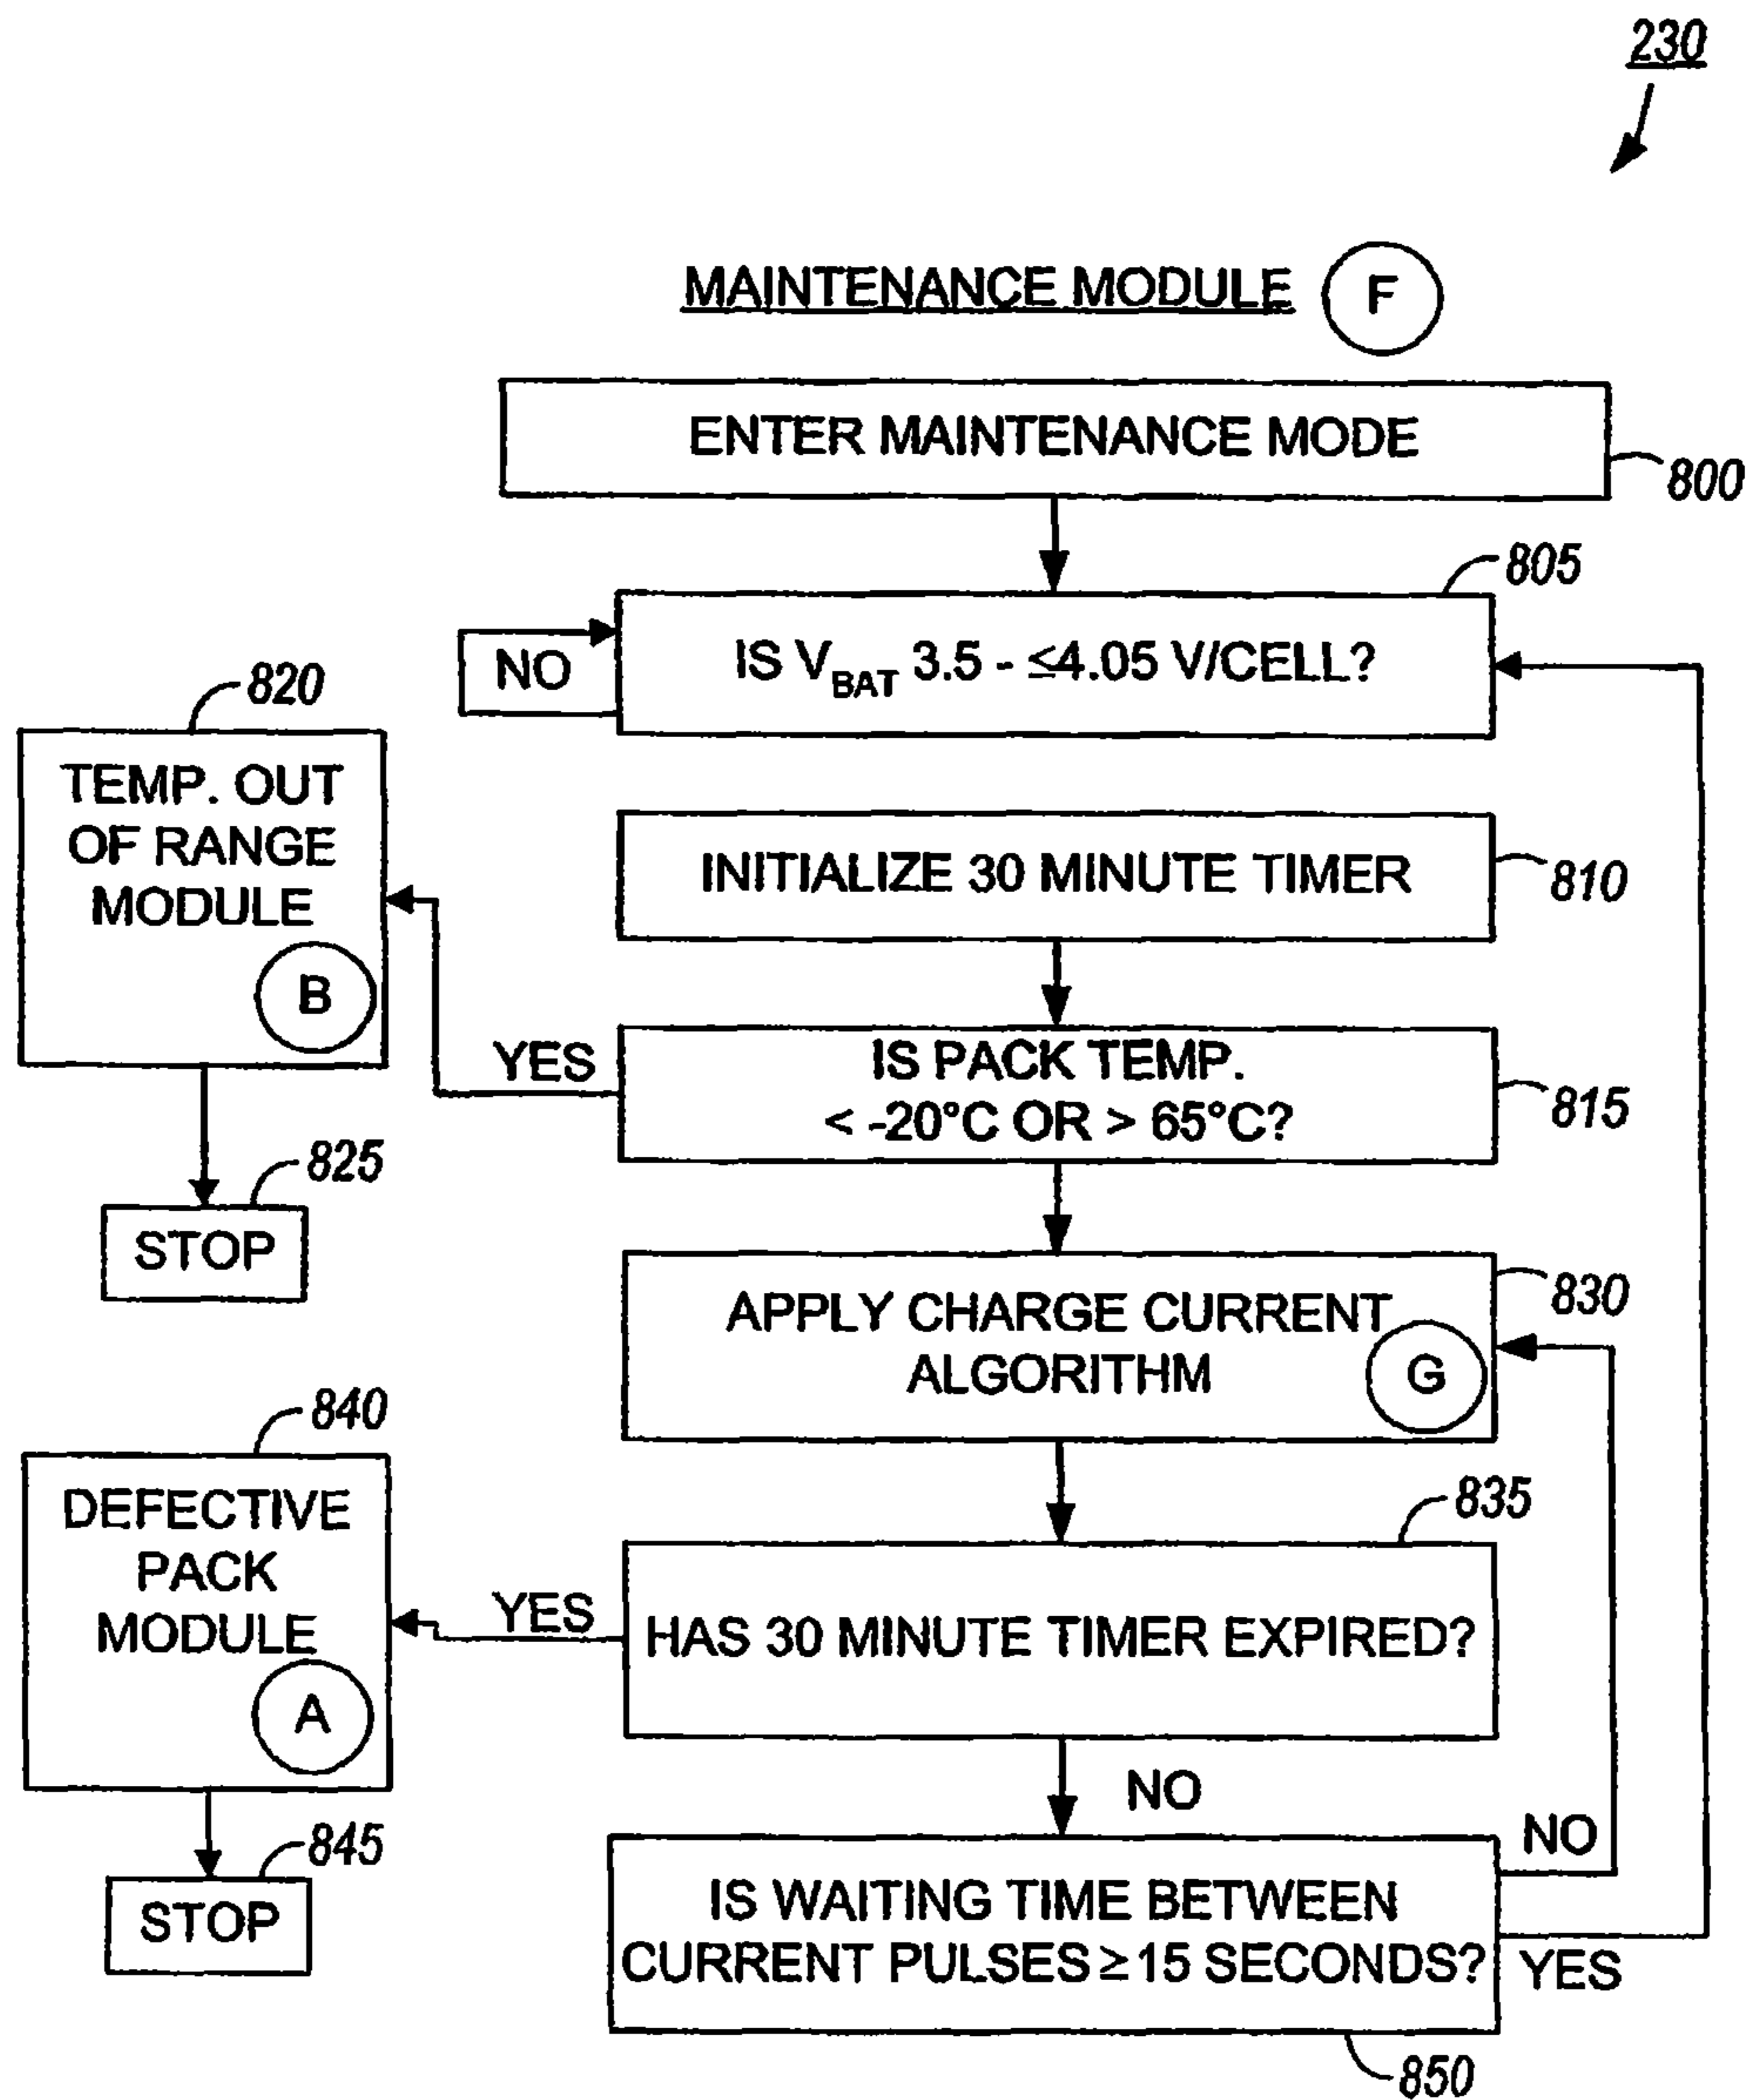 230
MAINTENANCE MODULE F
ENTER MAINTENANCE MODE
800
805
IS VBAT 3.5 - ≤4.05 V/CELL?
NO
INITIALIZE 30 MINUTE TIMER
810
820
TEMP. OUT
OF RANGE
MODULE
B
825
STOP
YES
IS PACK TEMP.
< -20°C OR > 65°C?
815
APPLY CHARGE CURRENT
ALGORITHM
G
830
835
HAS 30 MINUTE TIMER EXPIRED?
YES
840
DEFECTIVE
PACK
MODULE
A
845
STOP
NO
IS WAITING TIME BETWEEN
CURRENT PULSES ≥ 15 SECONDS?
NO
YES
850